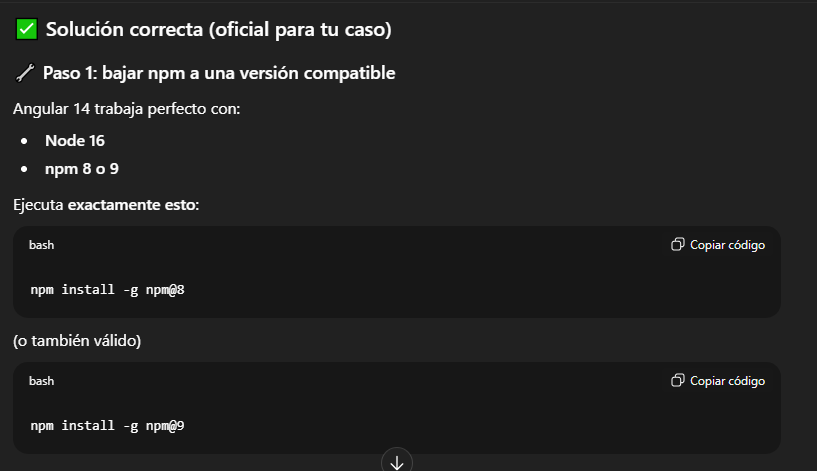 ✅ Solución correcta (oficial para tu caso)
🔧 Paso 1: bajar npm a una versión compatible
Angular 14 trabaja perfecto con:
• Node 16
• npm 8 o 9
Ejecuta exactamente esto:
bash Copiar código
npm install -g npm@8
(o también válido)
bash Copiar código
npm install -g npm@9